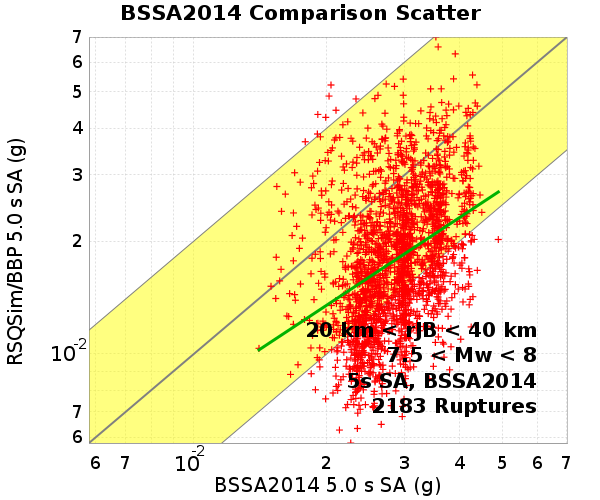 BSSA2014 Comparison Scatter
RSQSim/BBP 5.0 s SA (g)
7
6
5
4
3
2
10-2
7
6
20 km < rJB < 40 km
7.5 < Mw < 8
5s SA, BSSA2014
2183 Ruptures
6 7 10-2 2 3 4 5 6 7
BSSA2014 5.0 s SA (g)